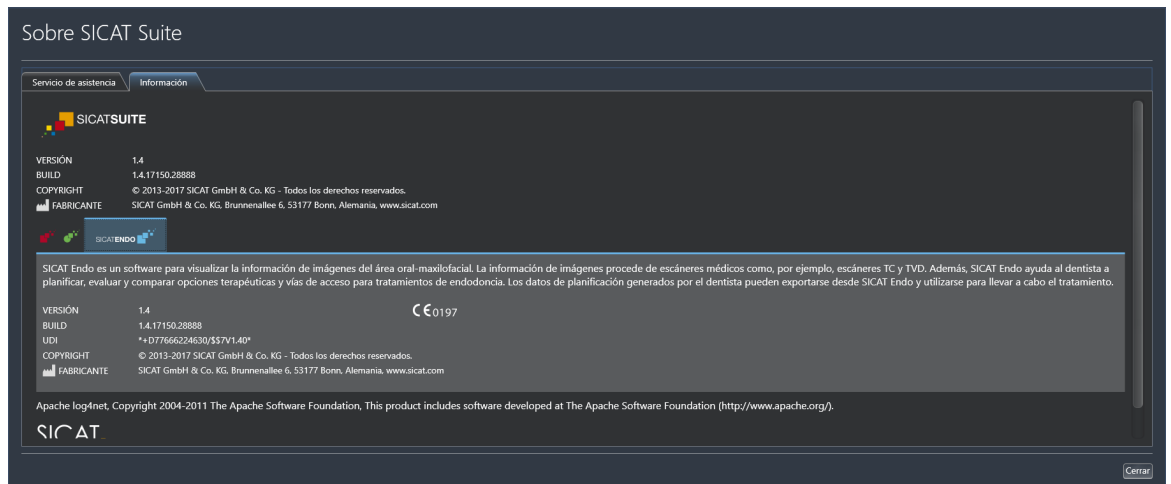 Sobre SICAT Suite
Servicio de asistencia
Información
SICATSUITE
VERSIÓN 1.4
BUILD 1.4.17150.28888
COPYRIGHT © 2013-2017 SICAT GmbH & Co. KG - Todos los derechos reservados.
FABRICANTE SICAT GmbH & Co. KG, Brunnenallee 6, 53177 Bonn, Alemania, www.sicat.com
SICATENDO
SICAT Endo es un software para visualizar la información de imágenes del área oral-maxilofacial. La información de imágenes procede de escáneres médicos como, por ejemplo, escáneres TC y TVD. Además, SICAT Endo ayuda al dentista a
planificar, evaluar y comparar opciones terapéuticas y vías de acceso para tratamientos de endodoncia. Los datos de planificación generados por el dentista pueden exportarse desde SICAT Endo y utilizarse para llevar a cabo el tratamiento.
VERSIÓN 1.4 CE0197
BUILD 1.4.17150.28888
UDI *+D77666224630/$$7V1.40*
COPYRIGHT © 2013-2017 SICAT GmbH & Co. KG - Todos los derechos reservados.
FABRICANTE SICAT GmbH & Co. KG, Brunnenallee 6, 53177 Bonn, Alemania, www.sicat.com
Apache log4net, Copyright 2004-2011 The Apache Software Foundation, This product includes software developed at The Apache Software Foundation (http://www.apache.org/).
SICAT
Cerrar